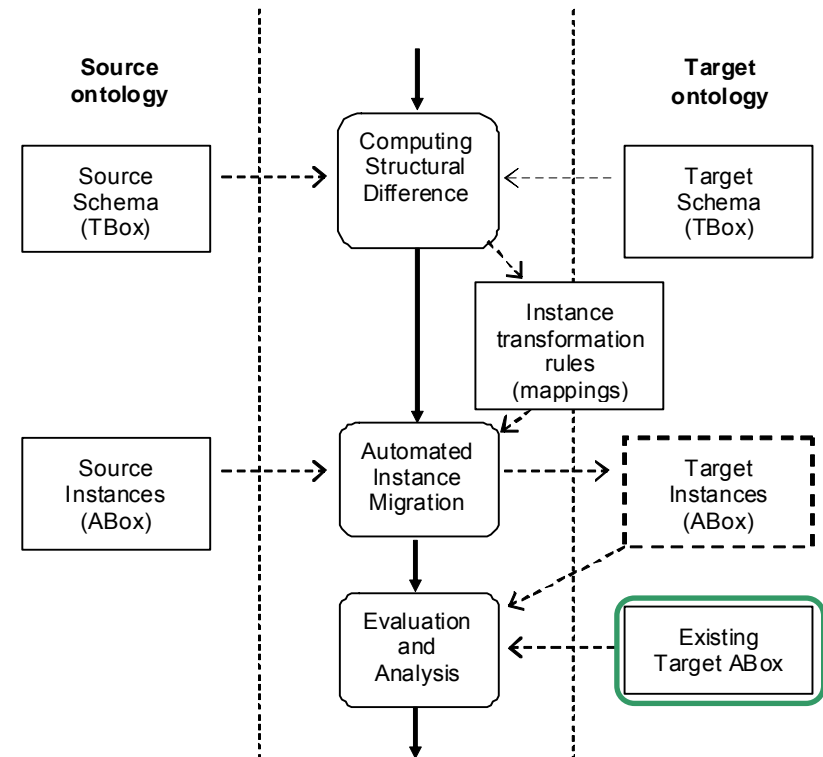 Source
ontology
Target
ontology
Source
Schema
(TBox)
Computing
Structural
Difference
Target
Schema
(TBox)
Instance
transformation
rules
(mappings)
Source
Instances
(ABox)
Automated
Instance
Migration
Target
Instances
(ABox)
Evaluation
and
Analysis
Existing
Target ABox